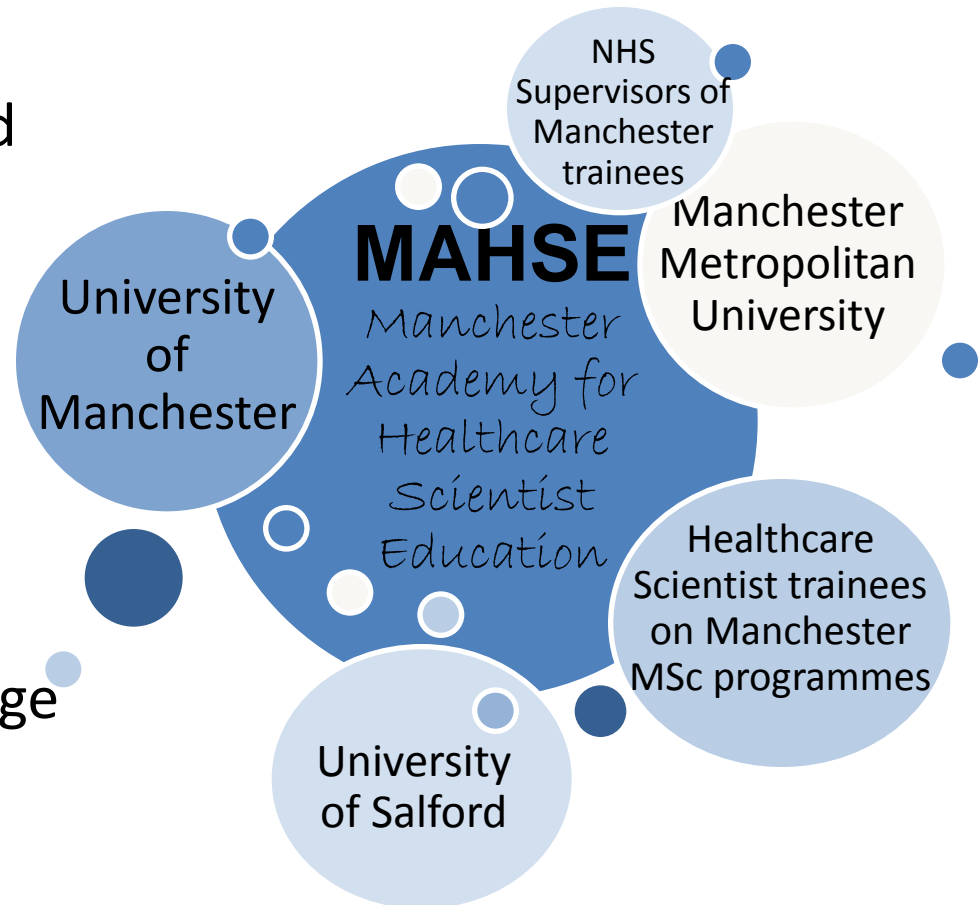 d
ge
NHS
Supervisors of
Manchester
trainees
Manchester
Metropolitan
University
MAHSE
Manchester
Academy for
Healthcare
Scientist
Education
University
of
Manchester
Healthcare
Scientist trainees
on Manchester
MSc programmes
University
of Salford